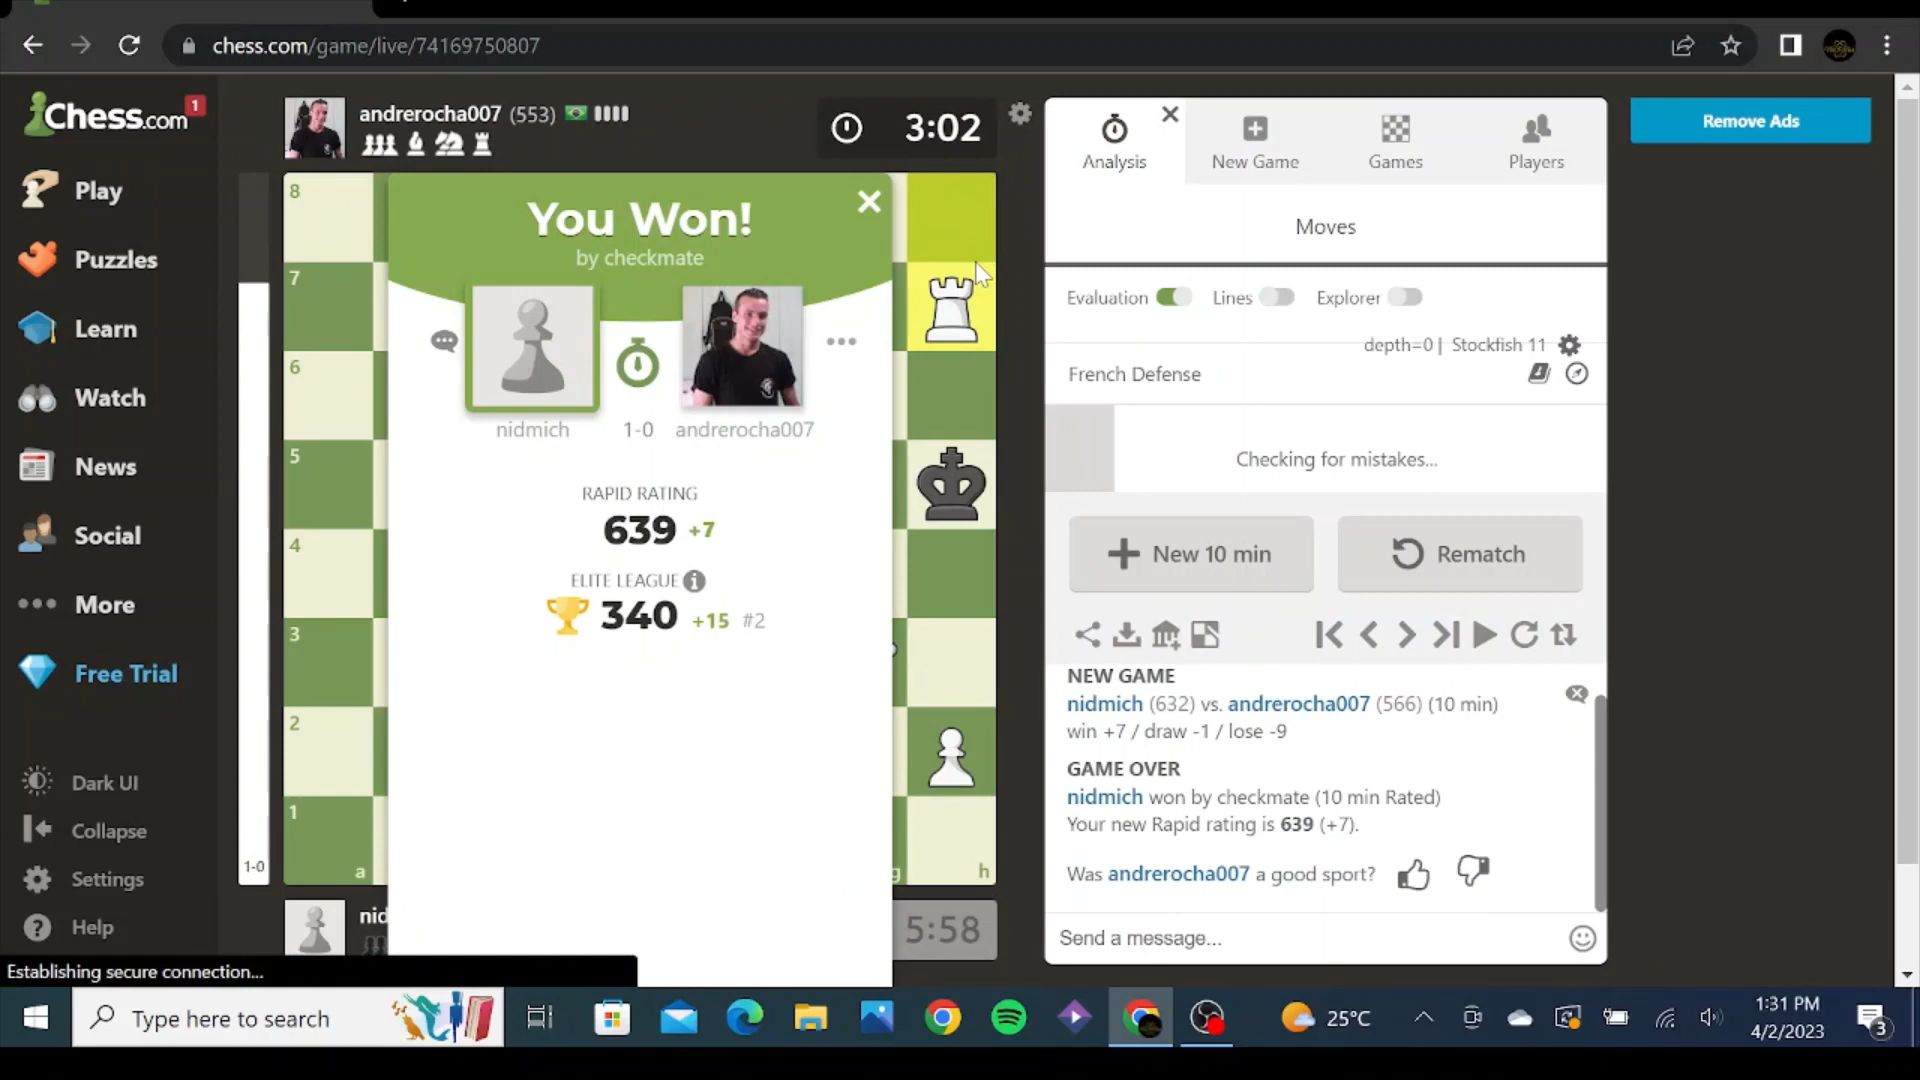 chess.com/game/live/74169750807
Chess.com
1
Play
Puzzles
Learn
Watch
News
Social
More
Free Trial
Dark UI
Collapse
Settings
Help
andrerocha007 (553)
3:02
8
7
6
5
4
3
2
1
a
g
h
1-0
You Won!
by checkmate
nidmich
1-0
andrerocha007
RAPID RATING
639 +7
ELITE LEAGUE
340 +15 #2
nid
5:58
Analysis
New Game
Games
Players
Moves
Evaluation
Lines
Explorer
depth=0 | Stockfish 11
French Defense
Checking for mistakes...
New 10 min
Rematch
NEW GAME
nidmich (632) vs. andrerocha007 (566) (10 min)
win +7 / draw -1 / lose -9
GAME OVER
nidmich won by checkmate (10 min Rated)
Your new Rapid rating is 639 (+7).
Was andrerocha007 a good sport?
Send a message...
Remove Ads
Establishing secure connection...
Type here to search
25°C
1:31 PM
4/2/2023
3